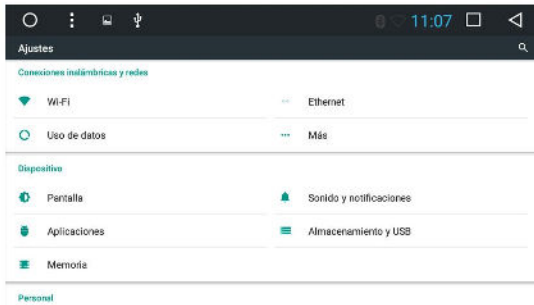 11:07
Ajustes
Conexiones inalámbricas y redes
Wi-Fi
Ethernet
Uso de datos
Más
Dispositivo
Pantalla
Sonido y notificaciones
Aplicaciones
Almacenamiento y USB
Memoria
Personal